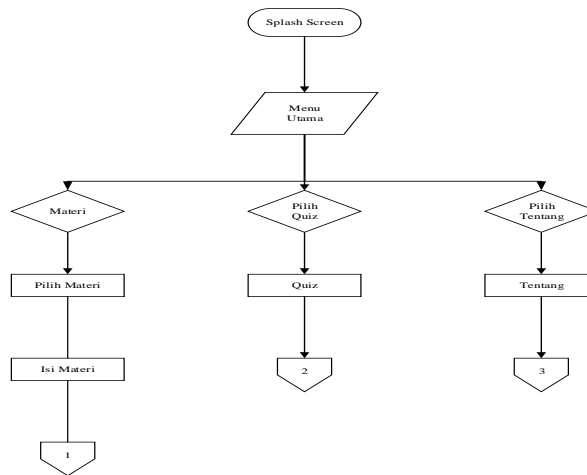 Splash Screen
Menu
Utama
Materi
Pilih
Quiz
Pilih
Tentang
Pilih Materi
Quiz
Tentang
Isi Materi
2
3
1